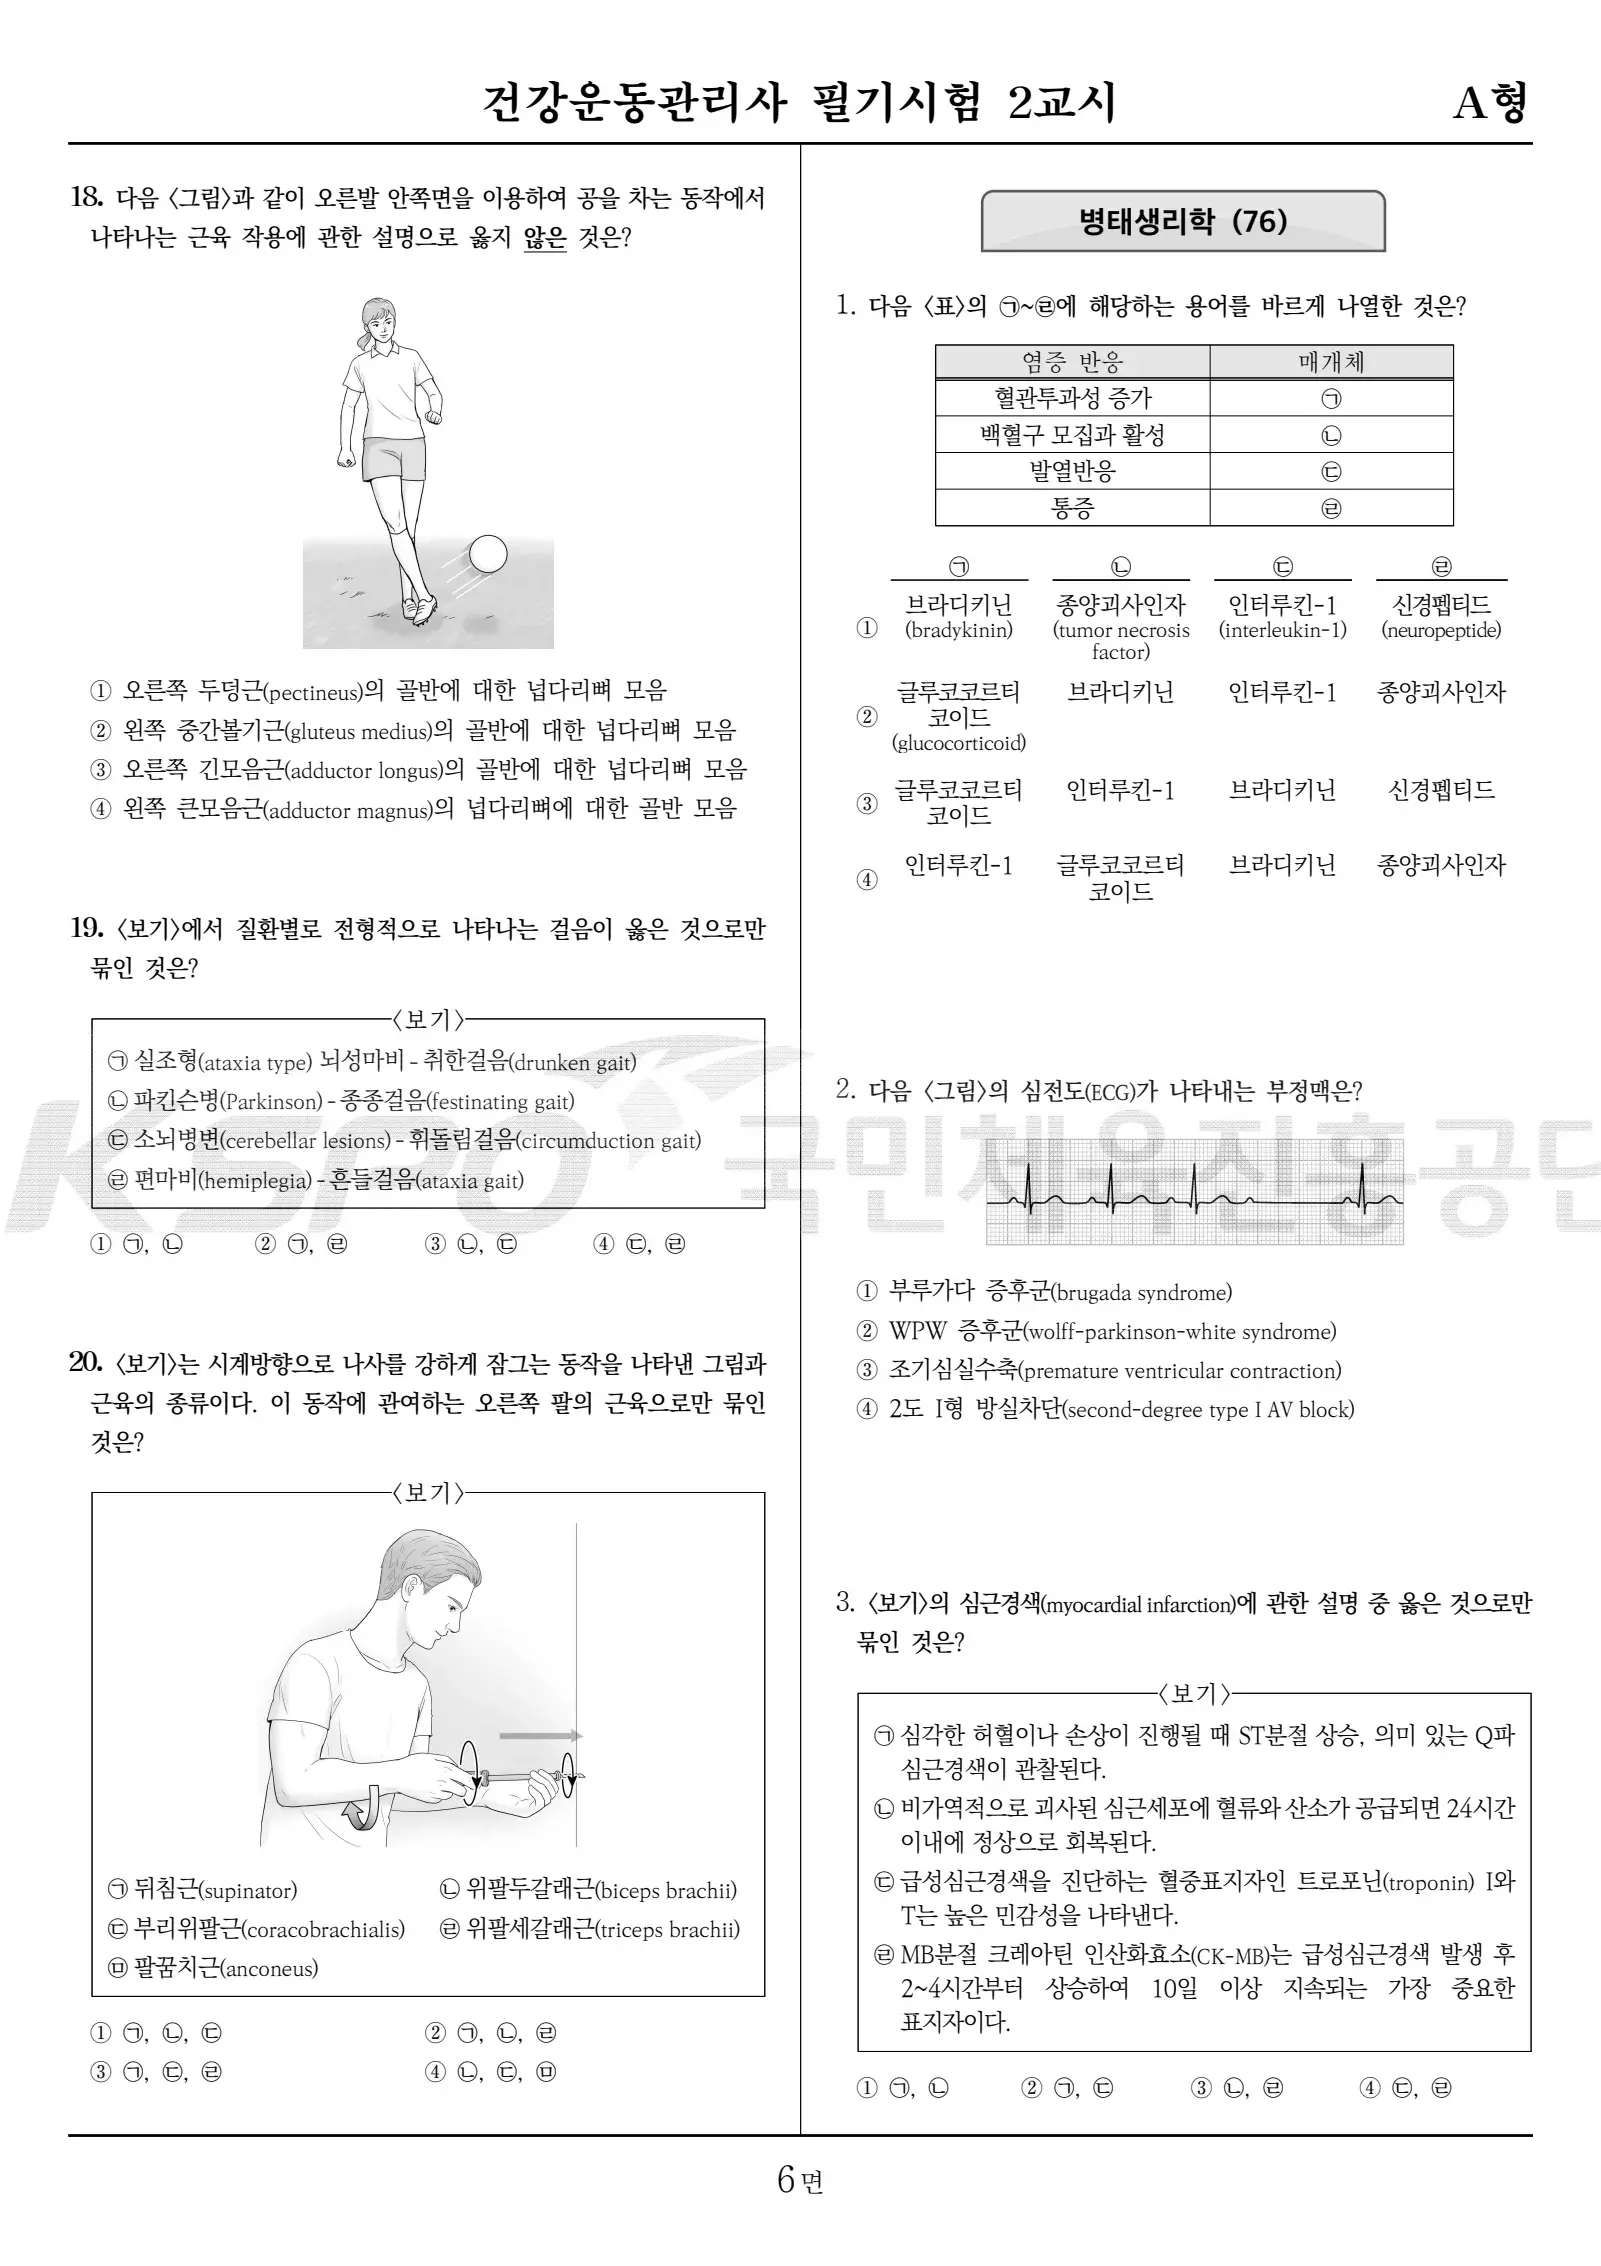 건강운동관리사 필기시험 2교시
A형
18. 다음 〈그림〉과 같이 오른발 안쪽면을 이용하여 공을 차는 동작에서
나타나는 근육 작용에 관한 설명으로 옳지 않은 것은?
① 오른쪽 두덩근(pectineus)의 골반에 대한 넙다리뼈 모음
② 왼쪽 중간볼기근(gluteus medius)의 골반에 대한 넙다리뼈 모음
③ 오른쪽 긴모음근(adductor longus)의 골반에 대한 넙다리뼈 모음
④ 왼쪽 큰모음근(adductor magnus)의 넙다리뼈에 대한 골반 모음
19. 〈보기〉에서 질환별로 전형적으로 나타나는 걸음이 옳은 것으로만
묶인 것은?
〈보기〉
㉠ 실조형(ataxia type) 뇌성마비 - 취한걸음(drunken gait)
㉡ 파킨슨병(Parkinson) - 종종걸음(festinating gait)
㉢ 소뇌병변(cerebellar lesions) - 휘돌림걸음(circumduction gait)
㉣ 편마비(hemiplegia) - 흔들걸음(ataxia gait)
① ㉠, ㉡ ② ㉠, ㉣ ③ ㉡, ㉢ ④ ㉢, ㉣
20. 〈보기〉는 시계방향으로 나사를 강하게 잠그는 동작을 나타낸 그림과
근육의 종류이다. 이 동작에 관여하는 오른쪽 팔의 근육으로만 묶인
것은?
〈보기〉
㉠ 뒤침근(supinator) ㉡ 위팔두갈래근(biceps brachii)
㉢ 부리위팔근(coracobrachialis) ㉣ 위팔세갈래근(triceps brachii)
㉤ 팔꿈치근(anconeus)
① ㉠, ㉡, ㉢ ② ㉠, ㉡, ㉣
③ ㉠, ㉢, ㉣ ④ ㉡, ㉢, ㉤
병태생리학 (76)
1. 다음 〈표〉의 ㉠~㉣에 해당하는 용어를 바르게 나열한 것은?
염증 반응 매개체
혈관투과성 증가 ㉠
백혈구 모집과 활성 ㉡
발열반응 ㉢
통증 ㉣
㉠ ㉡ ㉢ ㉣
브라디키닌 종양괴사인자 인터루킨-1 신경펩티드
① (bradykinin) (tumor necrosis (interleukin-1) (neuropeptide)
factor)
글루코코르티 브라디키닌 인터루킨-1 종양괴사인자
② 코이드
(glucocorticoid)
③ 글루코코르티 인터루킨-1 브라디키닌 신경펩티드
코이드
④ 인터루킨-1 글루코코르티 브라디키닌 종양괴사인자
코이드
2. 다음 〈그림〉의 심전도(ECG)가 나타내는 부정맥은?
① 부루가다 증후군(brugada syndrome)
② WPW 증후군(wolff-parkinson-white syndrome)
③ 조기심실수축(premature ventricular contraction)
④ 2도 I형 방실차단(second-degree type I AV block)
3. 〈보기〉의 심근경색(myocardial infarction)에 관한 설명 중 옳은 것으로만
묶인 것은?
〈보기〉
㉠ 심각한 허혈이나 손상이 진행될 때 ST분절 상승, 의미 있는 Q파
심근경색이 관찰된다.
㉡ 비가역적으로 괴사된 심근세포에 혈류와 산소가 공급되면 24시간
이내에 정상으로 회복된다.
㉢ 급성심근경색을 진단하는 혈중표지자인 트로포닌(troponin) I와
T는 높은 민감성을 나타낸다.
㉣ MB분절 크레아틴 인산화효소(CK-MB)는 급성심근경색 발생 후
2~4시간부터 상승하여 10일 이상 지속되는 가장 중요한
표지자이다.
① ㉠, ㉡ ② ㉠, ㉢ ③ ㉡, ㉣ ④ ㉢, ㉣
KSPO 국민체육진흥공단
6면